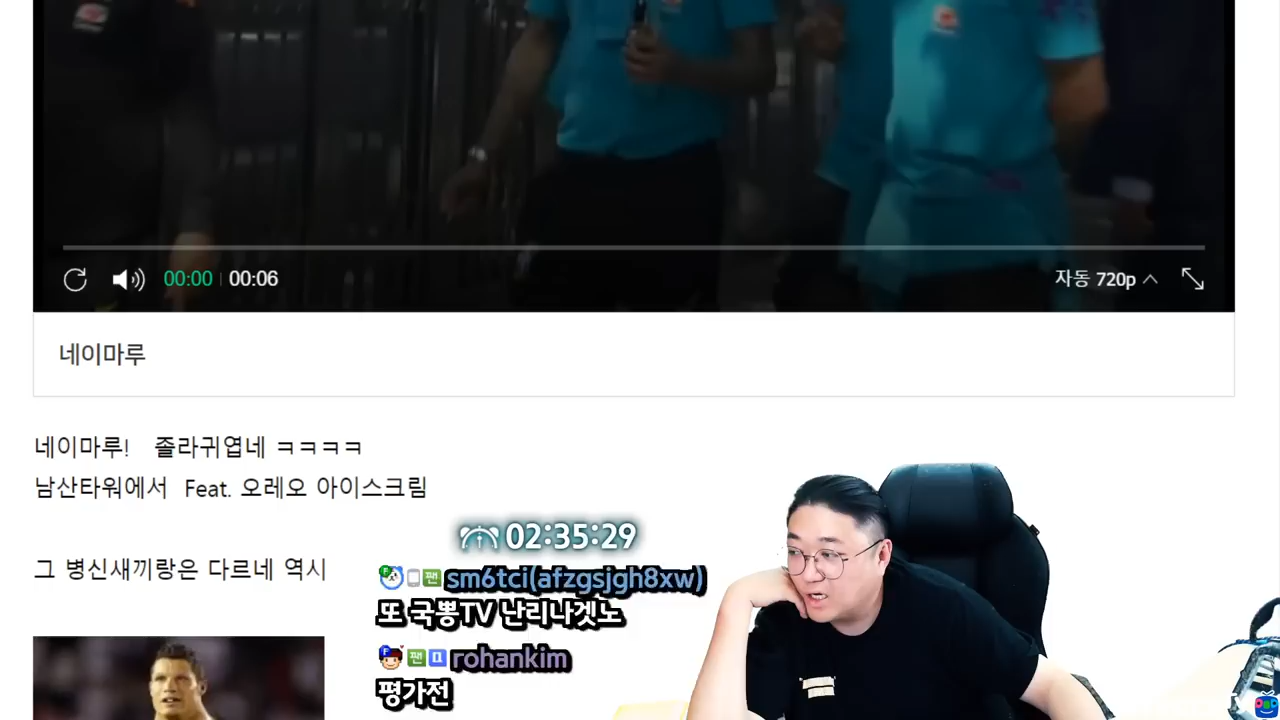 00:00 00:06 자동 720p
네이마루
네이마루! 졸라귀엽네 ㅋㅋㅋㅋ
남산타워에서 Feat. 오레오 아이스크림
그 병신새끼랑은 다르네 역시
02:35:29
sm6tci(afzgsjgh8xw)
또 국뽕TV 난리나겟노
rohankim
평가전